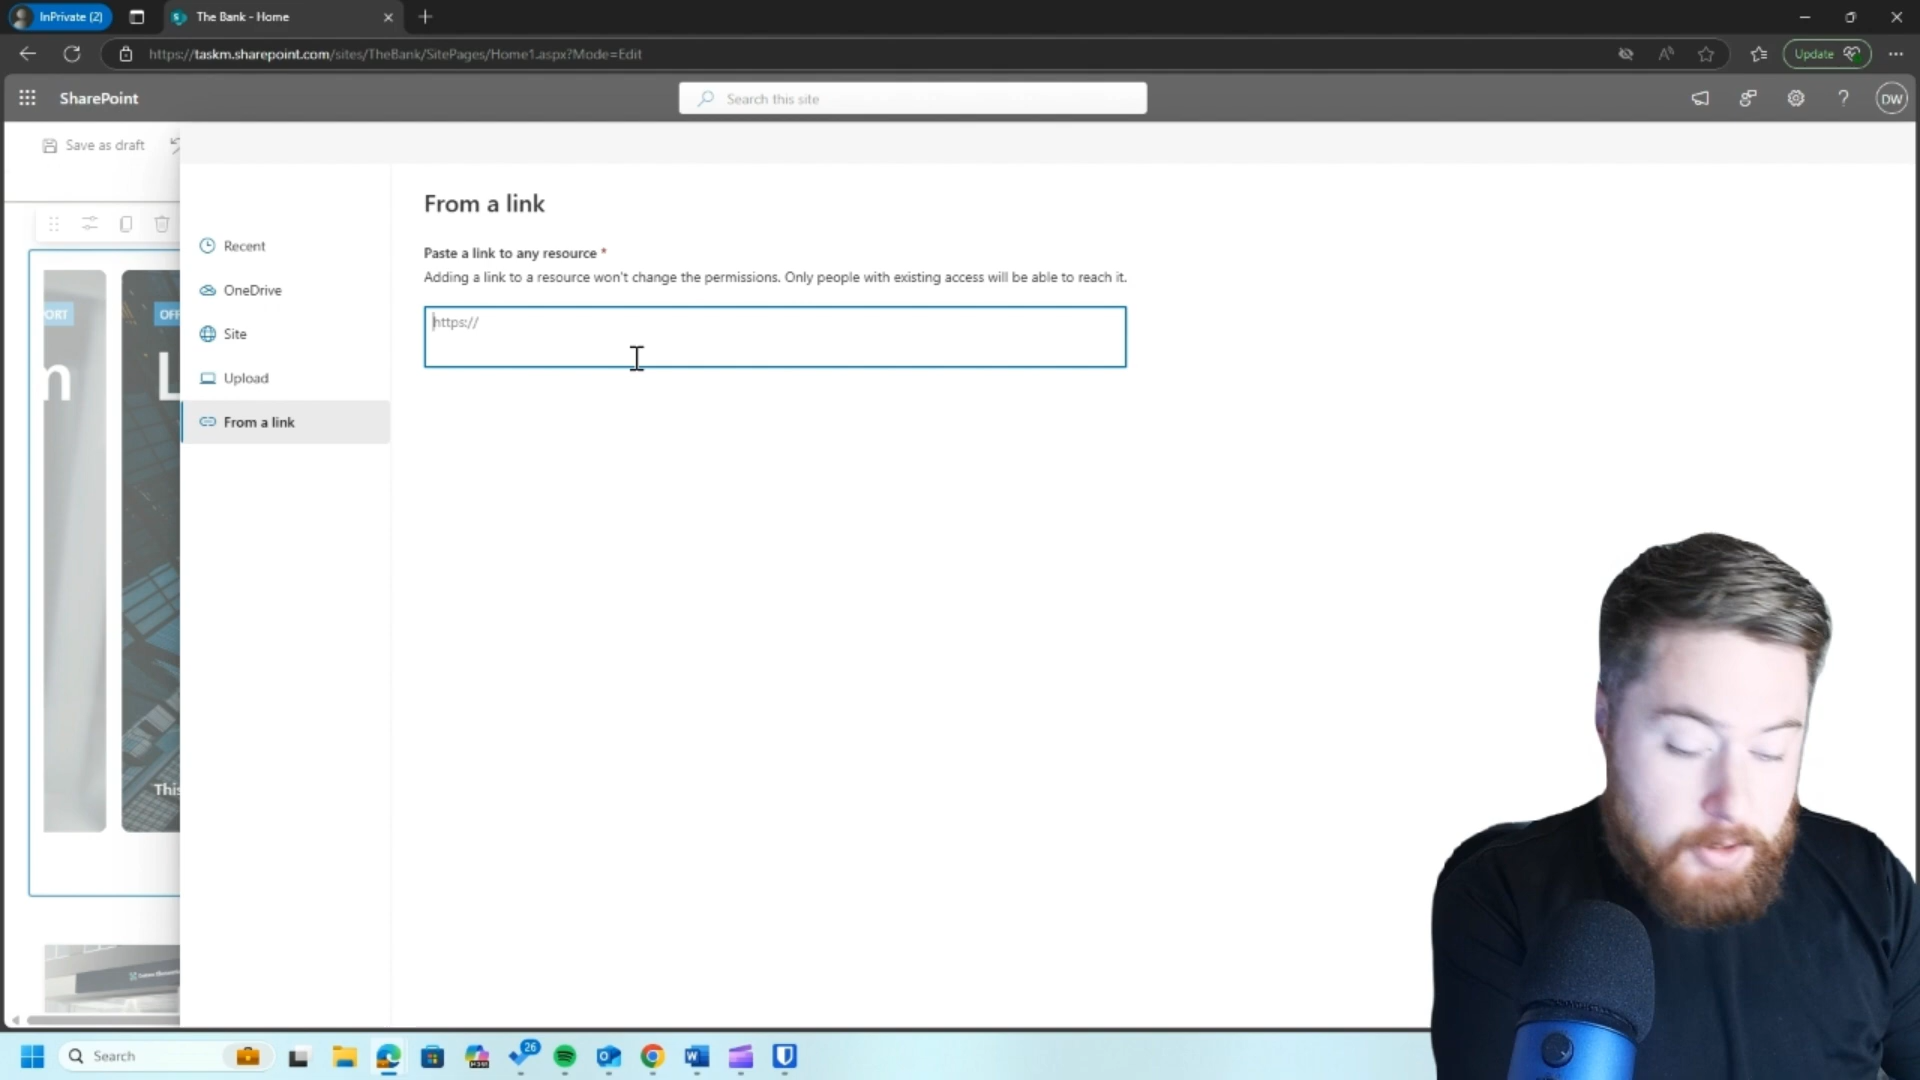 InPrivate (2)
The Bank - Home
https://taskm.sharepoint.com/sites/TheBank/SitePages/Home1.aspx?Mode=Edit
Update
SharePoint
Search this site
DW
Save as draft
From a link
Paste a link to any resource *
Adding a link to a resource won't change the permissions. Only people with existing access will be able to reach it.
https://
Recent
OneDrive
Site
Upload
From a link
ORT
OFF
m
L
This
Search
26